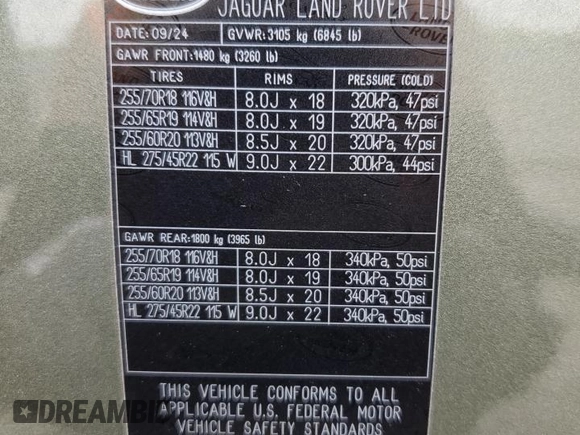 JAGUAR LAND ROVER LTD
DATE:09/24 GVWR:3105 kg (6845 lb)
GAWR FRONT:1480 kg (3260 lb)
TIRES RIMS PRESSURE (COLD)
255/70R18 116V&H 8.0J x 18 320kPa, 47psi
255/65R19 114V&H 8.0J x 19 320kPa, 47psi
255/60R20 113V&H 8.5J x 20 320kPa, 47psi
HL 275/45R22 115 W 9.0J x 22 300kPa, 44psi
GAWR REAR:1800 kg (3965 lb)
255/70R18 116V&H 8.0J x 18 340kPa, 50psi
255/65R19 114V&H 8.0J x 19 340kPa, 50psi
255/60R20 113V&H 8.5J x 20 340kPa, 50psi
HL 275/45R22 115 W 9.0J x 22 340kPa, 50psi
THIS VEHICLE CONFORMS TO ALL
APPLICABLE U.S. FEDERAL MOTOR
VEHICLE SAFETY STANDARDS